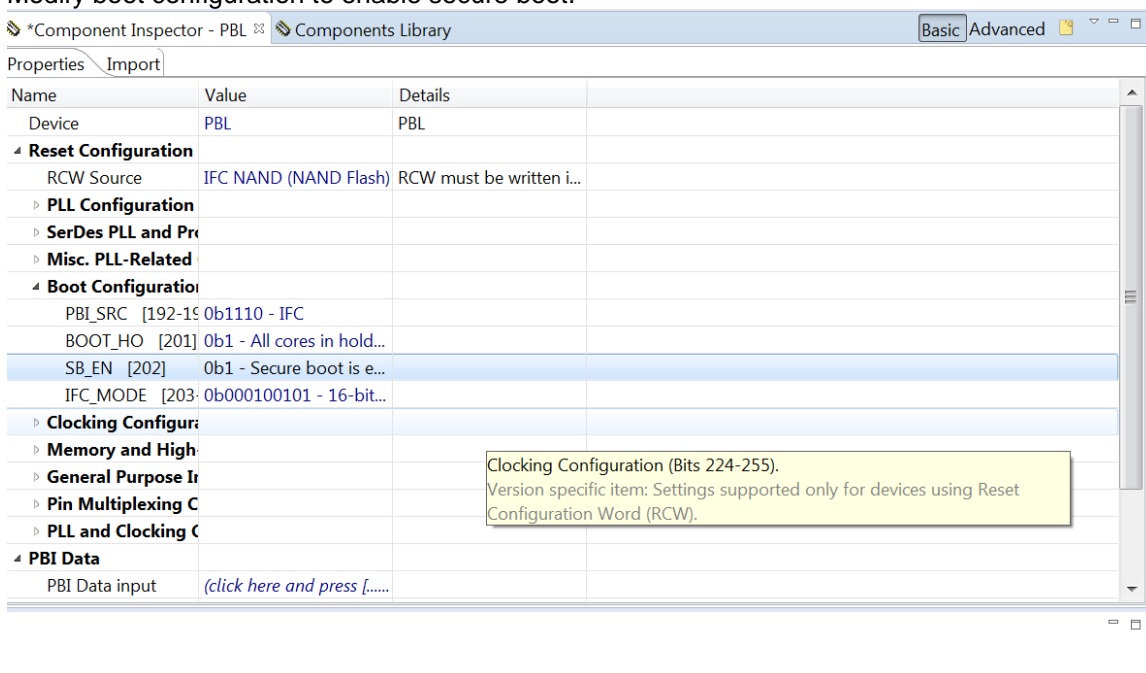 Modify boot configuration to enable secure boot.
*Component Inspector - PBL Components Library Basic Advanced
Properties Import
Name Value Details
Device PBL PBL
Reset Configuration
RCW Source IFC NAND (NAND Flash) RCW must be written i...
PLL Configuration
SerDes PLL and Pro
Misc. PLL-Related
Boot Configuration
PBI_SRC [192-19 0b1110 - IFC
BOOT_HO [201] 0b1 - All cores in hold...
SB_EN [202] 0b1 - Secure boot is e...
IFC_MODE [203- 0b000100101 - 16-bit...
Clocking Configura
Memory and High-
General Purpose In
Pin Multiplexing C
PLL and Clocking C
PBI Data
PBI Data input (click here and press [......
Clocking Configuration (Bits 224-255).
Version specific item: Settings supported only for devices using Reset
Configuration Word (RCW).